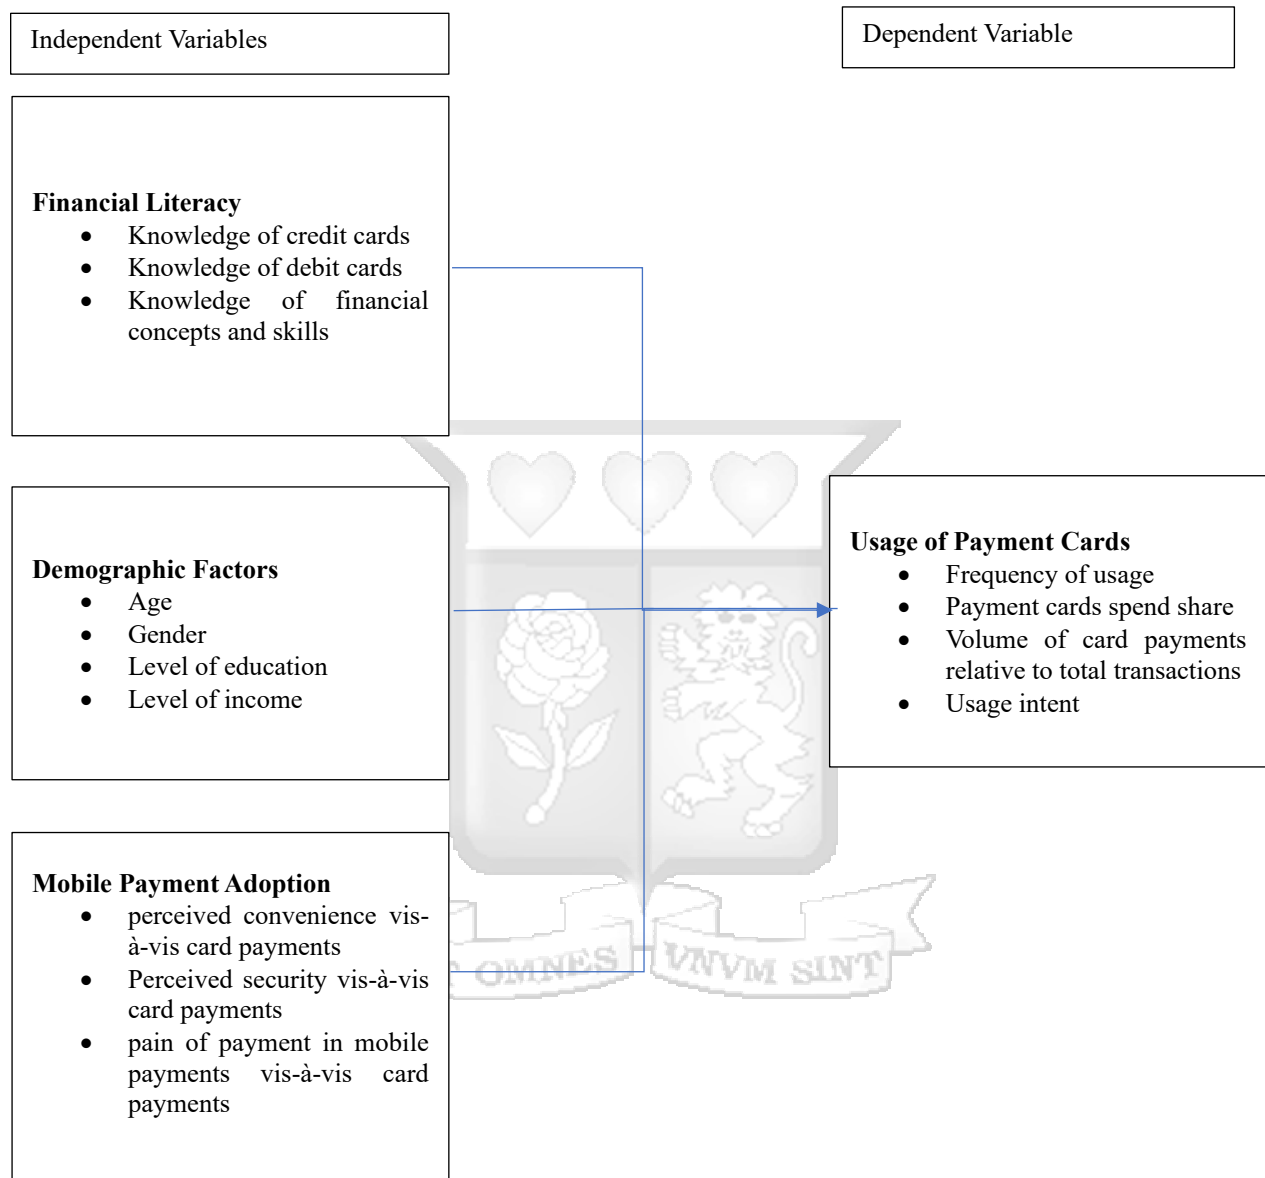 Independent Variables
Dependent Variable
Financial Literacy
• Knowledge of credit cards
• Knowledge of debit cards
• Knowledge of financial
concepts and skills
Demographic Factors
• Age
• Gender
• Level of education
• Level of income
Usage of Payment Cards
• Frequency of usage
• Payment cards spend share
• Volume of card payments
relative to total transactions
• Usage intent
Mobile Payment Adoption
• perceived convenience vis-
à-vis card payments
• Perceived security vis-à-vis
card payments
• pain of payment in mobile
payments vis-à-vis card
payments
OMNES VNVM SINT